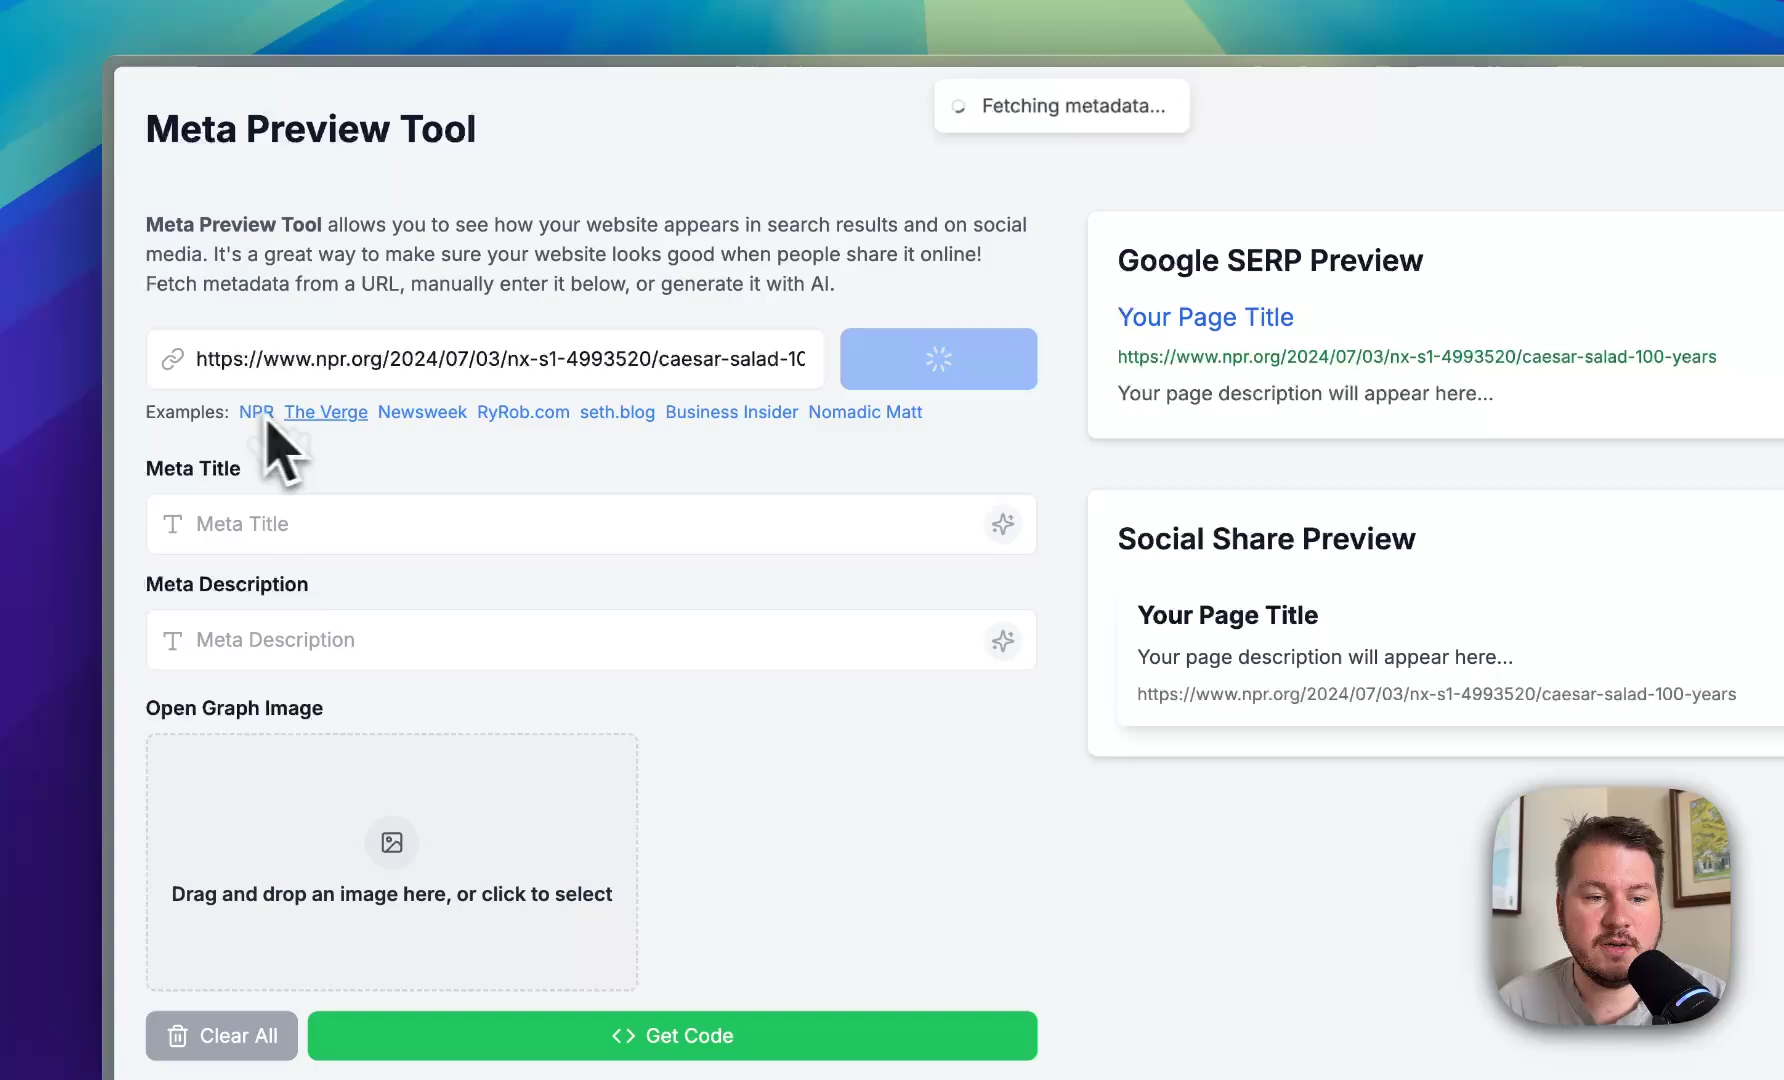 Fetching metadata...
Meta Preview Tool
Meta Preview Tool allows you to see how your website appears in search results and on social
media. It's a great way to make sure your website looks good when people share it online!
Fetch metadata from a URL, manually enter it below, or generate it with AI.
https://www.npr.org/2024/07/03/nx-s1-4993520/caesar-salad-10
Examples: NPR The Verge Newsweek RyRob.com seth.blog Business Insider Nomadic Matt
Meta Title
Meta Title
Meta Description
Meta Description
Open Graph Image
Drag and drop an image here, or click to select
Clear All
Get Code
Google SERP Preview
Your Page Title
https://www.npr.org/2024/07/03/nx-s1-4993520/caesar-salad-100-years
Your page description will appear here...
Social Share Preview
Your Page Title
Your page description will appear here...
https://www.npr.org/2024/07/03/nx-s1-4993520/caesar-salad-100-years